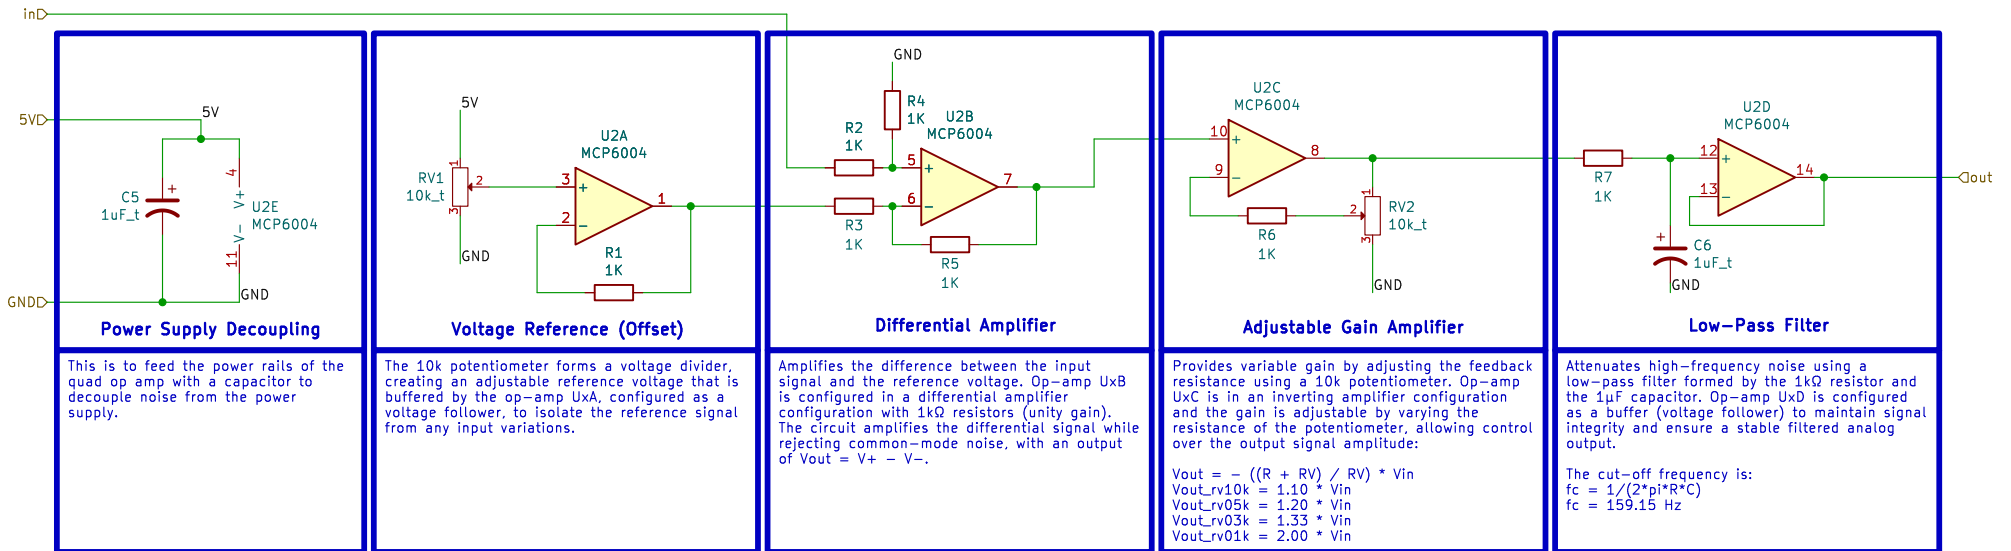 in
5V
GND
5V
C5
1uF_t
4
V+
U2E
MCP6004
V-
11
GND
Power Supply Decoupling
This is to feed the power rails of the
quad op amp with a capacitor to
decouple noise from the power
supply.
5V
RV1
10k_t
1
2
3
GND
U2A
MCP6004
3
2
1
R1
1K
Voltage Reference (Offset)
The 10k potentiometer forms a voltage divider,
creating an adjustable reference voltage that is
buffered by the op-amp UxA, configured as a
voltage follower, to isolate the reference signal
from any input variations.
GND
R4
1K
R2
1K
U2B
MCP6004
5
6
7
R3
1K
R5
1K
Differential Amplifier
Amplifies the difference between the input
signal and the reference voltage. Op-amp UxB
is configured in a differential amplifier
configuration with 1kΩ resistors (unity gain).
The circuit amplifies the differential signal while
rejecting common-mode noise, with an output
of Vout = V+ - V-.
U2C
MCP6004
10
9
8
R6
1K
1
2
3
RV2
10k_t
GND
Adjustable Gain Amplifier
Provides variable gain by adjusting the feedback
resistance using a 10k potentiometer. Op-amp
UxC is in an inverting amplifier configuration
and the gain is adjustable by varying the
resistance of the potentiometer, allowing control
over the output signal amplitude:
Vout = - ((R + RV) / RV) * Vin
Vout_rv10k = 1.10 * Vin
Vout_rv05k = 1.20 * Vin
Vout_rv03k = 1.33 * Vin
Vout_rv01k = 2.00 * Vin
R7
1K
U2D
MCP6004
12
13
14
C6
1uF_t
GND
out
Low-Pass Filter
Attenuates high-frequency noise using a
low-pass filter formed by the 1kΩ resistor and
the 1µF capacitor. Op-amp UxD is configured
as a buffer (voltage follower) to maintain signal
integrity and ensure a stable filtered analog
output.
The cut-off frequency is:
fc = 1/(2*pi*R*C)
fc = 159.15 Hz